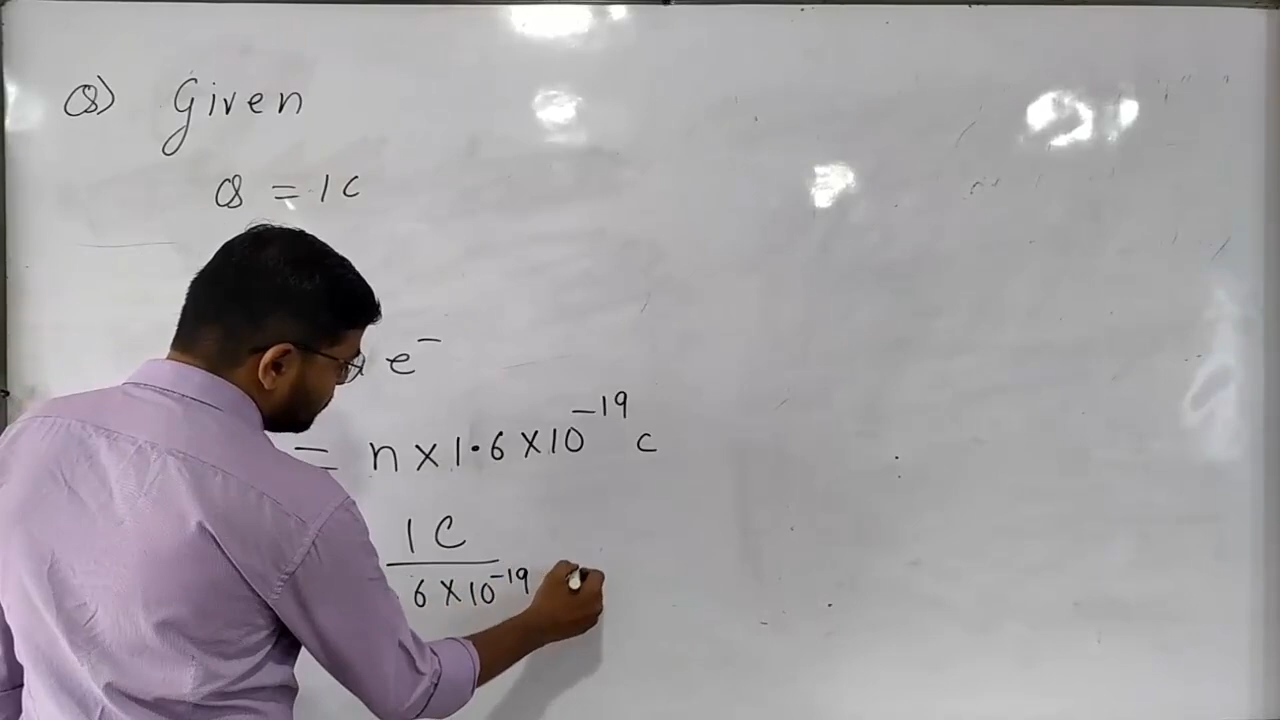 Q) Given
Q = 1C
e⁻
= n × 1.6 × 10⁻¹⁹ C
1C
6 × 10⁻¹⁹